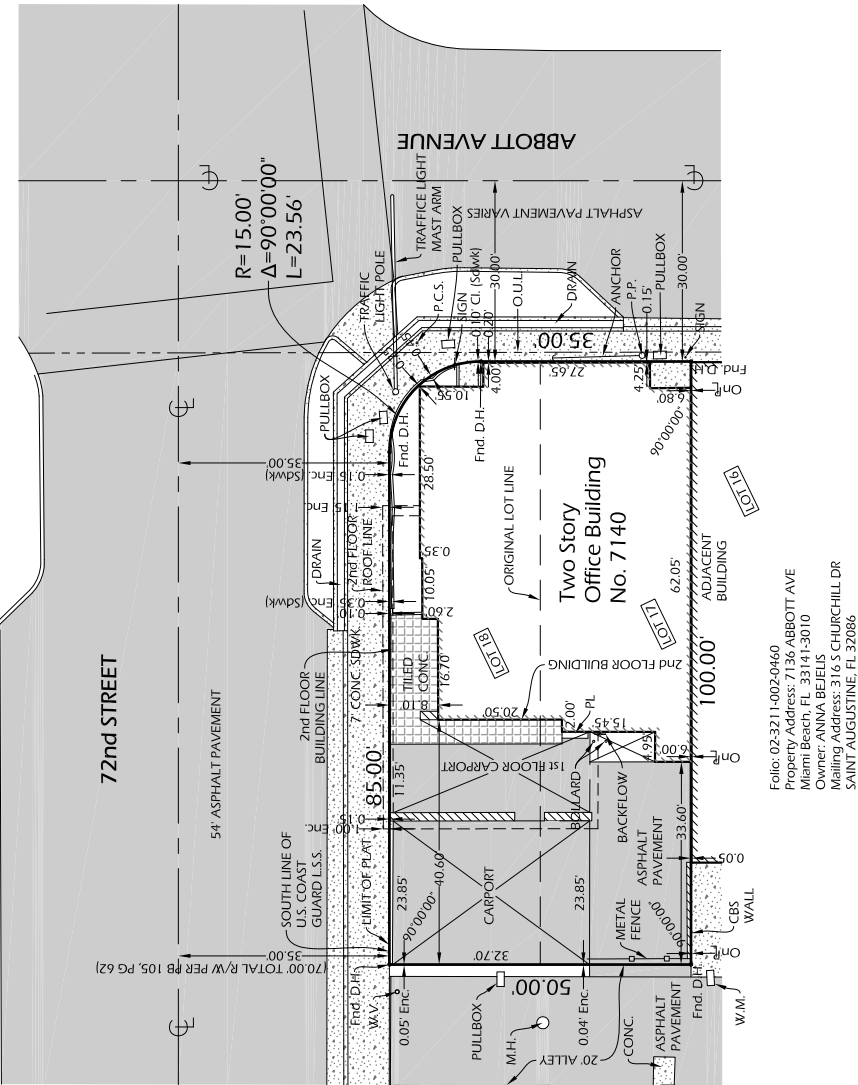 ABBOTT AVENUE
R=15.00'
Δ=90°00'00"
L=23.56'
TRAFFICE LIGHT
MAST ARM
ASPHALT PAVEMENT VARIES
PULLBOX
TRAFFIC
LIGHT POLE
P.C.S.
SIGN
0.10' Cl. (Sdwk)
0.20'
30.00'
O.U.L.
DRAIN
ANCHOR
P.P.
0.15'
PULLBOX
30.00'
SIGN
35.00'
27.65'
4.00'
4.25'
10.56'
6.80'
Fnd. D.H.
On PL
90°00'00"
PULLBOX
Fnd. D.H.
Fnd. D.H.
35.00'
0.16' Enc. (Sdwk)
28.50'
1.15' Enc.
DRAIN
2nd FLOOR
ROOF LINE
0.35'
10.05'
0.35' Enc. (Sdwk)
0.10'
2.60'
ORIGINAL LOT LINE
Two Story
Office Building
No. 7140
LOT 16
LOT 17
LOT 18
62.05'
ADJACENT
BUILDING
100.00'
72nd STREET
54' ASPHALT PAVEMENT
2nd FLOOR
BUILDING LINE
7' CONC. SDWK.
TILED
CONC.
16.70'
8.10'
2nd FLOOR BUILDING
20.50'
2.00'
PL
15.45'
4.95'
6.00'
On PL
85.00'
11.35'
1st FLOOR CARPORT
BOLLARD
BACKFLOW
0.15'
1.00' Enc.
ASPHALT
PAVEMENT
33.60'
0.05'
SOUTH LINE OF
U.S. COAST
GUARD L.S.S.
LIMIT OF PLAT
23.85'
90°00'00"
40.60'
CARPORT
23.85'
METAL
FENCE
90°00'00"
CBS
WALL
On PL
32.70'
35.00'
(70.00' TOTAL R/W PER PB 105, PG 62)
Fnd. D.H.
W.V.
0.05' Enc.
50.00'
0.04' Enc.
Fnd. D.H.
PULLBOX
M.H.
20' ALLEY
CONC.
ASPHALT
PAVEMENT
W.M.
Folio: 02-3211-002-0460
Property Address: 7136 ABBOTT AVE
Miami Beach, FL 33141-3010
Owner: ANNA BEJELIS
Mailing Address: 316 S CHURCHILL DR
SAINT AUGUSTINE, FL 32086